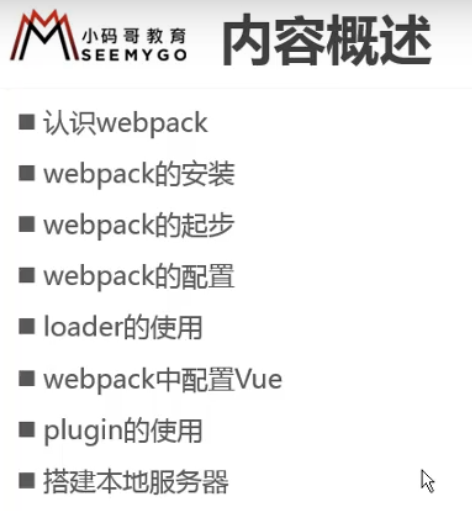 小码哥教育 内容概述
SEEMYGO
认识webpack
webpack的安装
webpack的起步
webpack的配置
loader的使用
webpack中配置Vue
plugin的使用
搭建本地服务器